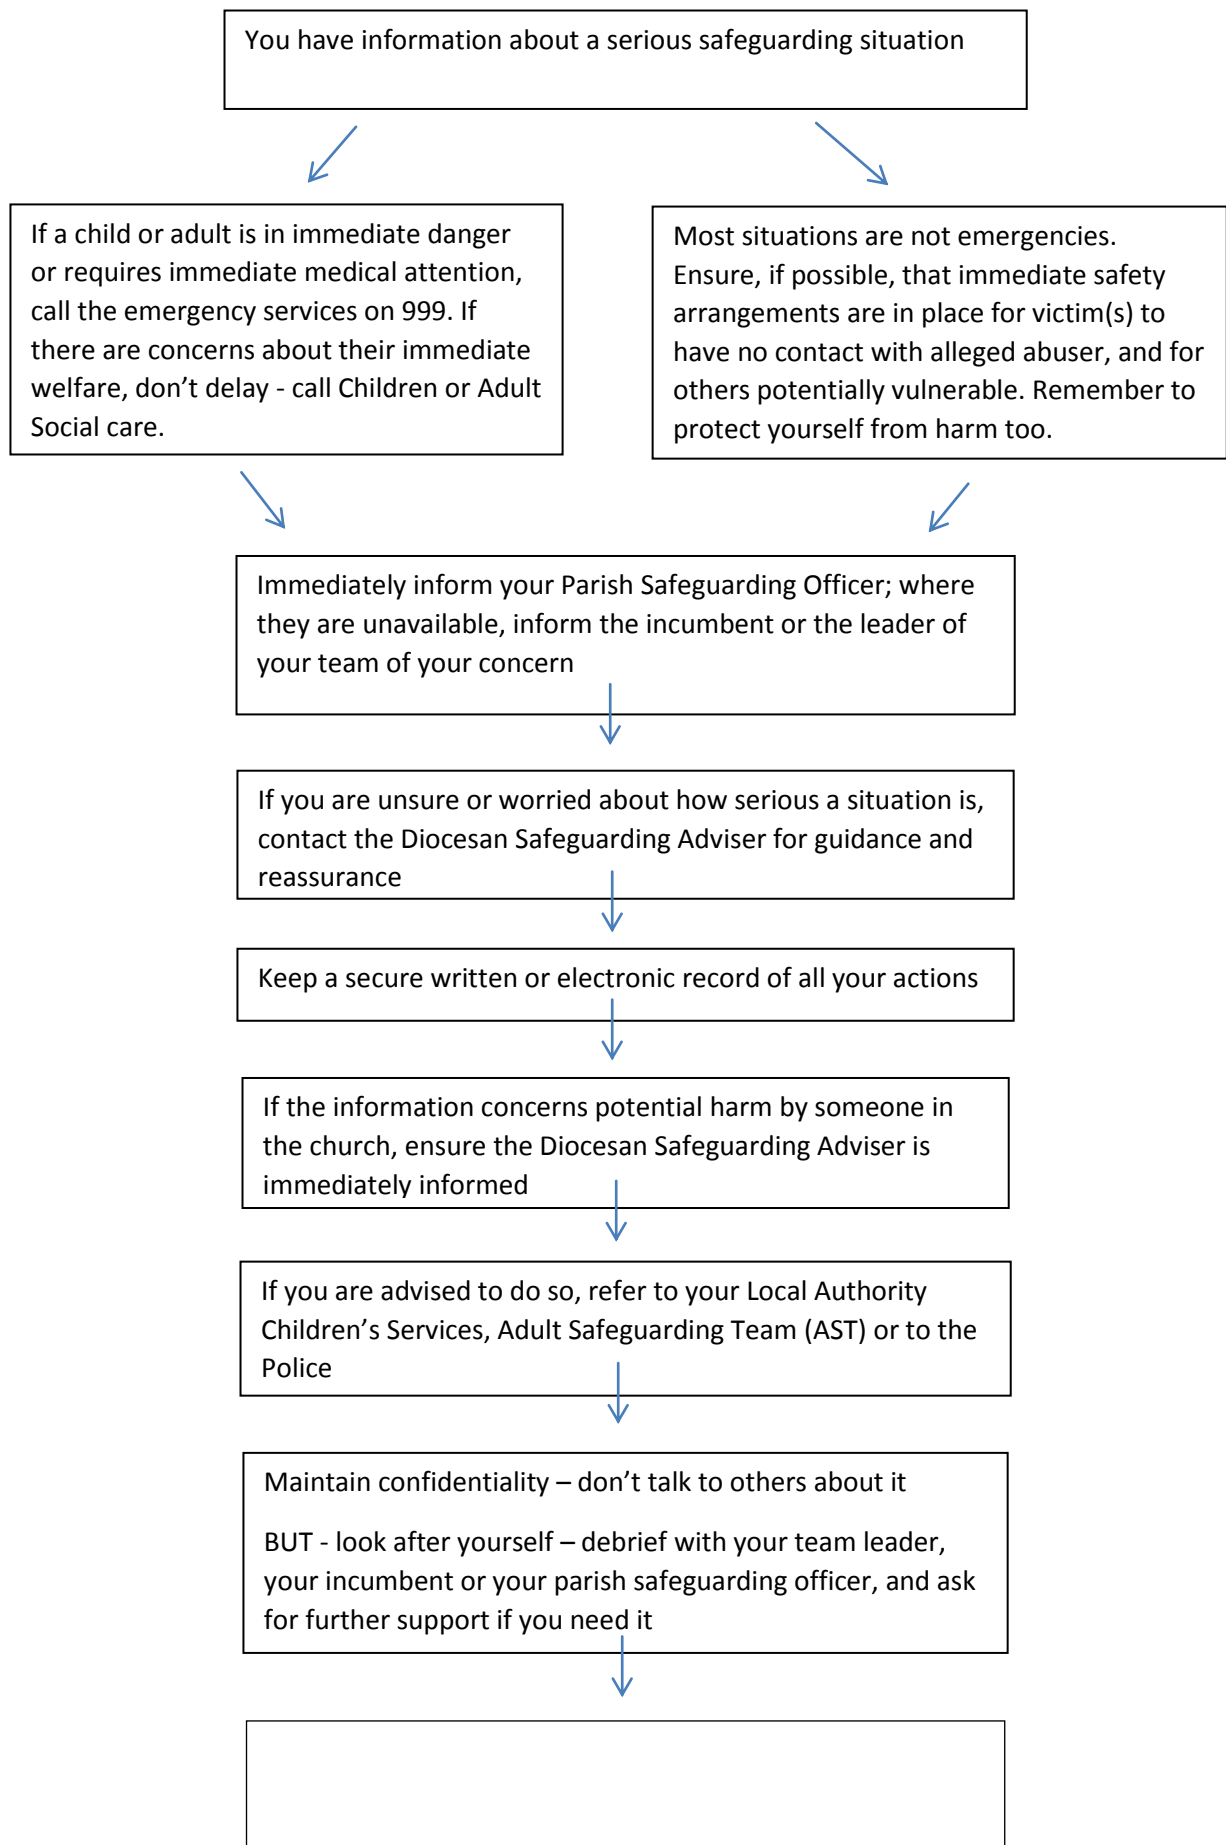 You have information about a serious safeguarding situation
If a child or adult is in immediate danger
or requires immediate medical attention,
call the emergency services on 999. If
there are concerns about their immediate
welfare, don’t delay - call Children or Adult
Social care.
Most situations are not emergencies.
Ensure, if possible, that immediate safety
arrangements are in place for victim(s) to
have no contact with alleged abuser, and for
others potentially vulnerable. Remember to
protect yourself from harm too.
Immediately inform your Parish Safeguarding Officer; where
they are unavailable, inform the incumbent or the leader of
your team of your concern
If you are unsure or worried about how serious a situation is,
contact the Diocesan Safeguarding Adviser for guidance and
reassurance
Keep a secure written or electronic record of all your actions
If the information concerns potential harm by someone in
the church, ensure the Diocesan Safeguarding Adviser is
immediately informed
If you are advised to do so, refer to your Local Authority
Children’s Services, Adult Safeguarding Team (AST) or to the
Police
Maintain confidentiality – don’t talk to others about it
BUT - look after yourself – debrief with your team leader,
your incumbent or your parish safeguarding officer, and ask
for further support if you need it